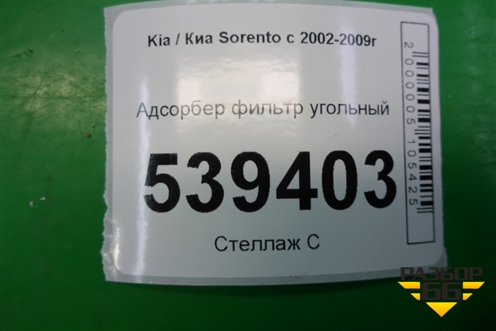 Kia / Киа Sorento с 2002-2009г
Адсорбер фильтр угольный
539403
Стеллаж С
2000005105425
РАЗБОР
66